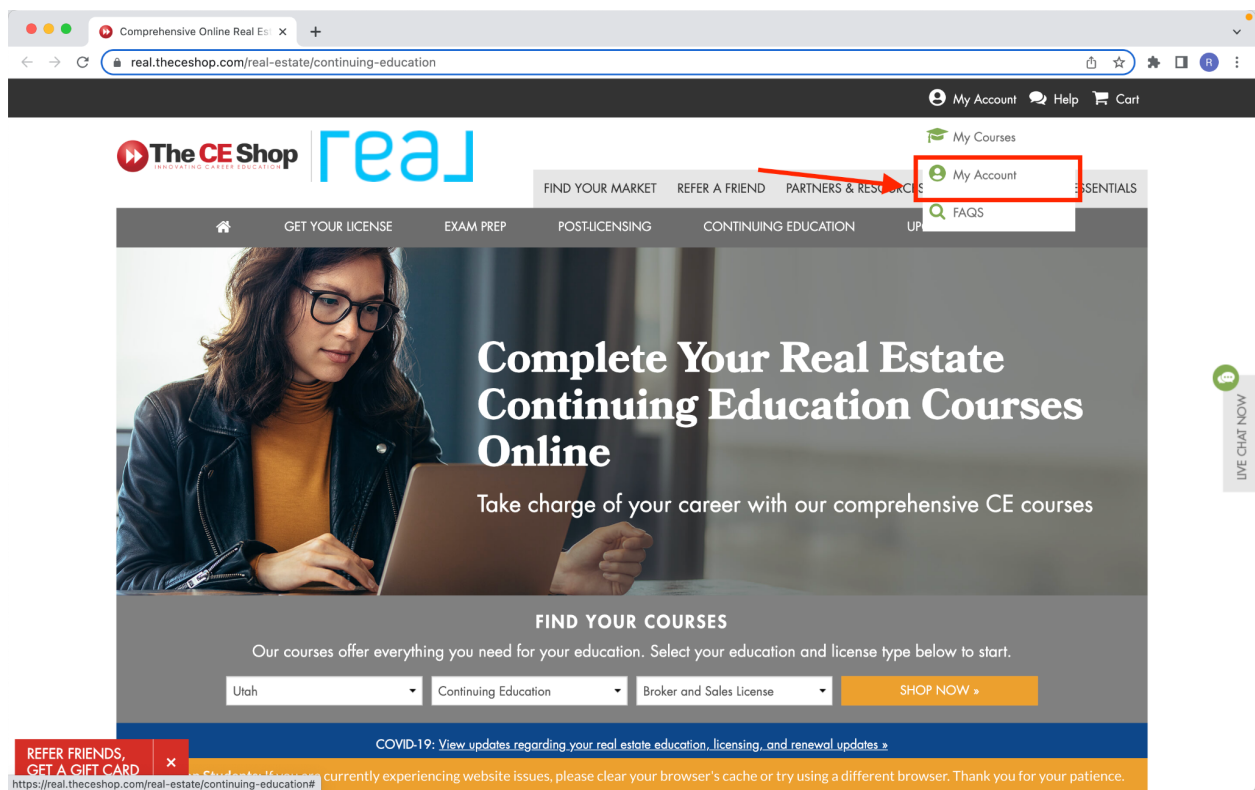 Comprehensive Online Real Es
real.theceshop.com/real-estate/continuing-education
R
My Account Help Cart
My Courses
My Account
FAQS
The CE Shop
INNOVATING CAREER EDUCATION
real
FIND YOUR MARKET REFER A FRIEND PARTNERS & RESOURCES
GET YOUR LICENSE EXAM PREP POST-LICENSING CONTINUING EDUCATION
Complete Your Real Estate
Continuing Education Courses
Online
Take charge of your career with our comprehensive CE courses
LIVE CHAT NOW
FIND YOUR COURSES
Our courses offer everything you need for your education. Select your education and license type below to start.
Utah Continuing Education Broker and Sales License SHOP NOW »
COVID-19: View updates regarding your real estate education, licensing, and renewal updates »
REFER FRIENDS,
GET A GIFT CARD
Students: If you are currently experiencing website issues, please clear your browser's cache or try using a different browser. Thank you for your patience.
https://real.theceshop.com/real-estate/continuing-education#